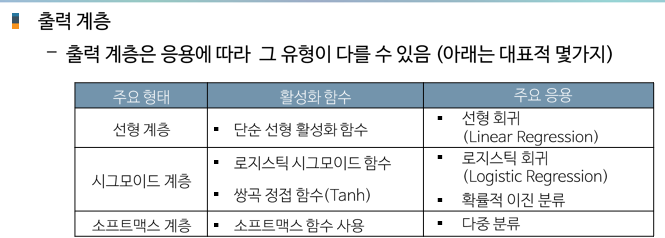 출력 계층
– 출력 계층은 응용에 따라 그 유형이 다를 수 있음 (아래는 대표적 몇가지)
주요 형태 활성화 함수 주요 응용
선형 계층
▪ 단순 선형 활성화 함수
▪ 선형 회귀
(Linear Regression)
시그모이드 계층
▪ 로지스틱 시그모이드 함수
▪ 쌍곡 정접 함수(Tanh)
▪ 로지스틱 회귀
(Logistic Regression)
▪ 확률적 이진 분류
소프트맥스 계층
▪ 소프트맥스 함수 사용
▪ 다중 분류